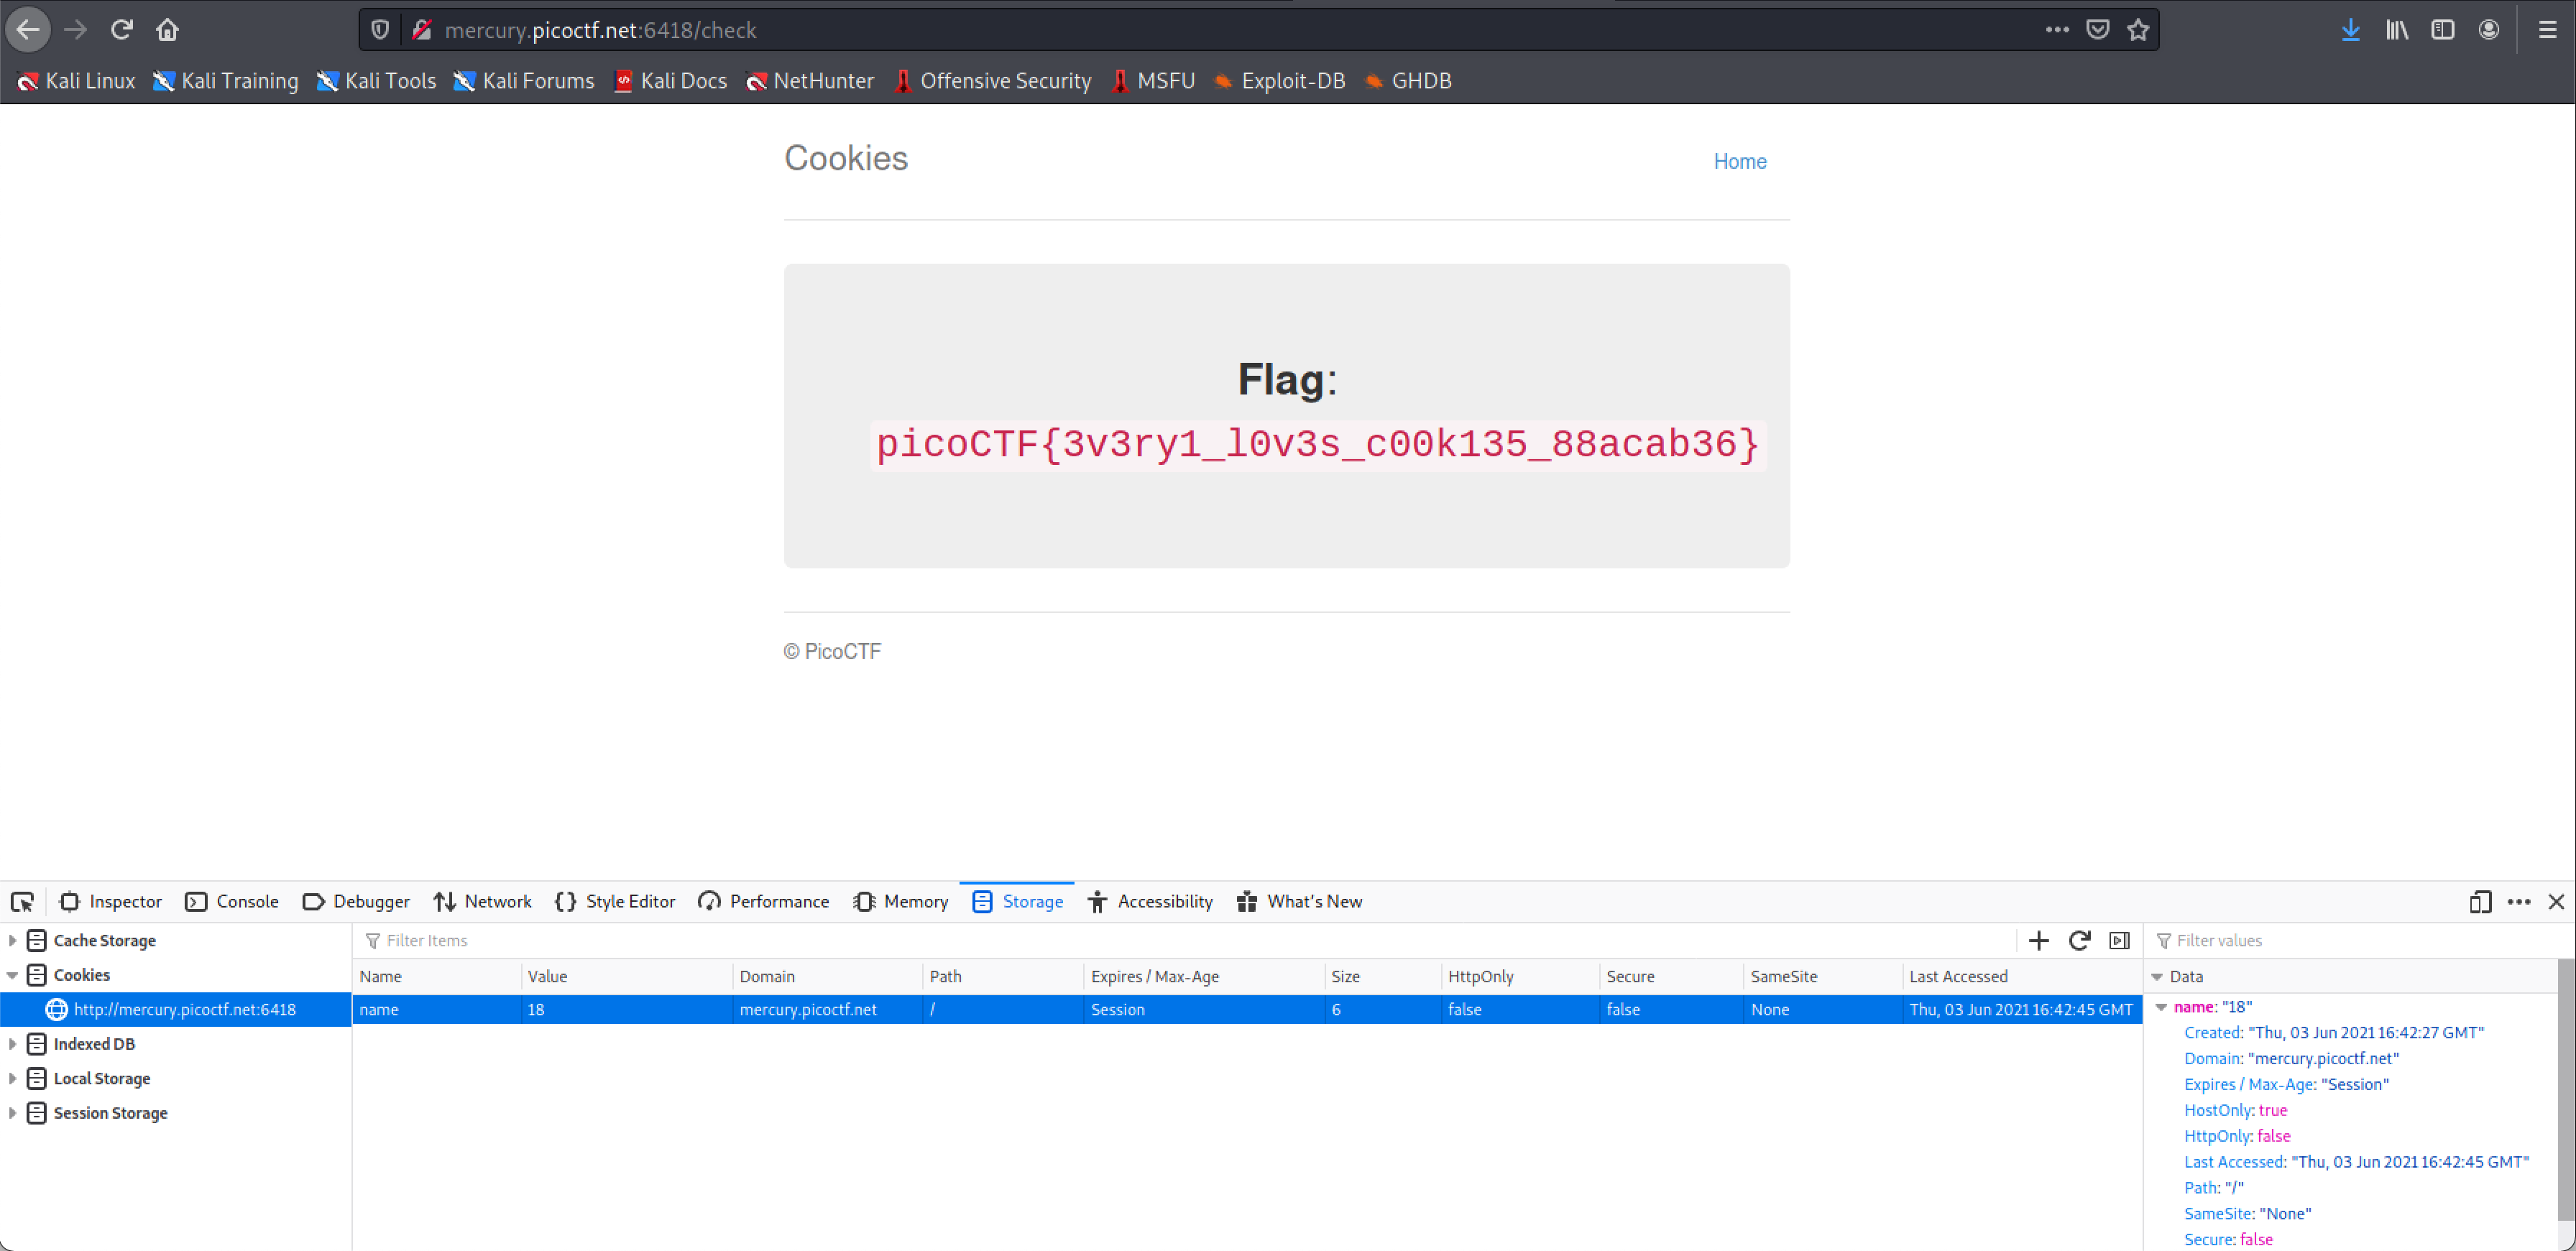 mercury.picoctf.net:6418/check
Kali Linux Kali Training Kali Tools Kali Forums Kali Docs NetHunter Offensive Security MSFU Exploit-DB GHDB
Cookies Home
Flag:
picoCTF{3v3ry1_l0v3s_c00k135_88acab36}
© PicoCTF
Inspector Console Debugger Network Style Editor Performance Memory Storage Accessibility What's New
Cache Storage Filter Items Filter values
Cookies Name Value Domain Path Expires / Max-Age Size HttpOnly Secure SameSite Last Accessed Data
http://mercury.picoctf.net:6418 name 18 mercury.picoctf.net / Session 6 false false None Thu, 03 Jun 2021 16:42:45 GMT name: "18"
Created: "Thu, 03 Jun 2021 16:42:27 GMT"
Indexed DB Domain: "mercury.picoctf.net"
Local Storage Expires / Max-Age: "Session"
Session Storage HostOnly: true
HttpOnly: false
Last Accessed: "Thu, 03 Jun 2021 16:42:45 GMT"
Path: "/"
SameSite: "None"
Secure: false